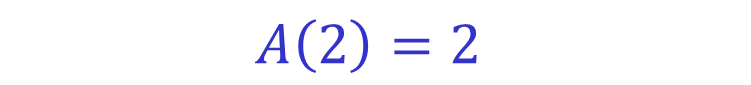 A(2) = 2